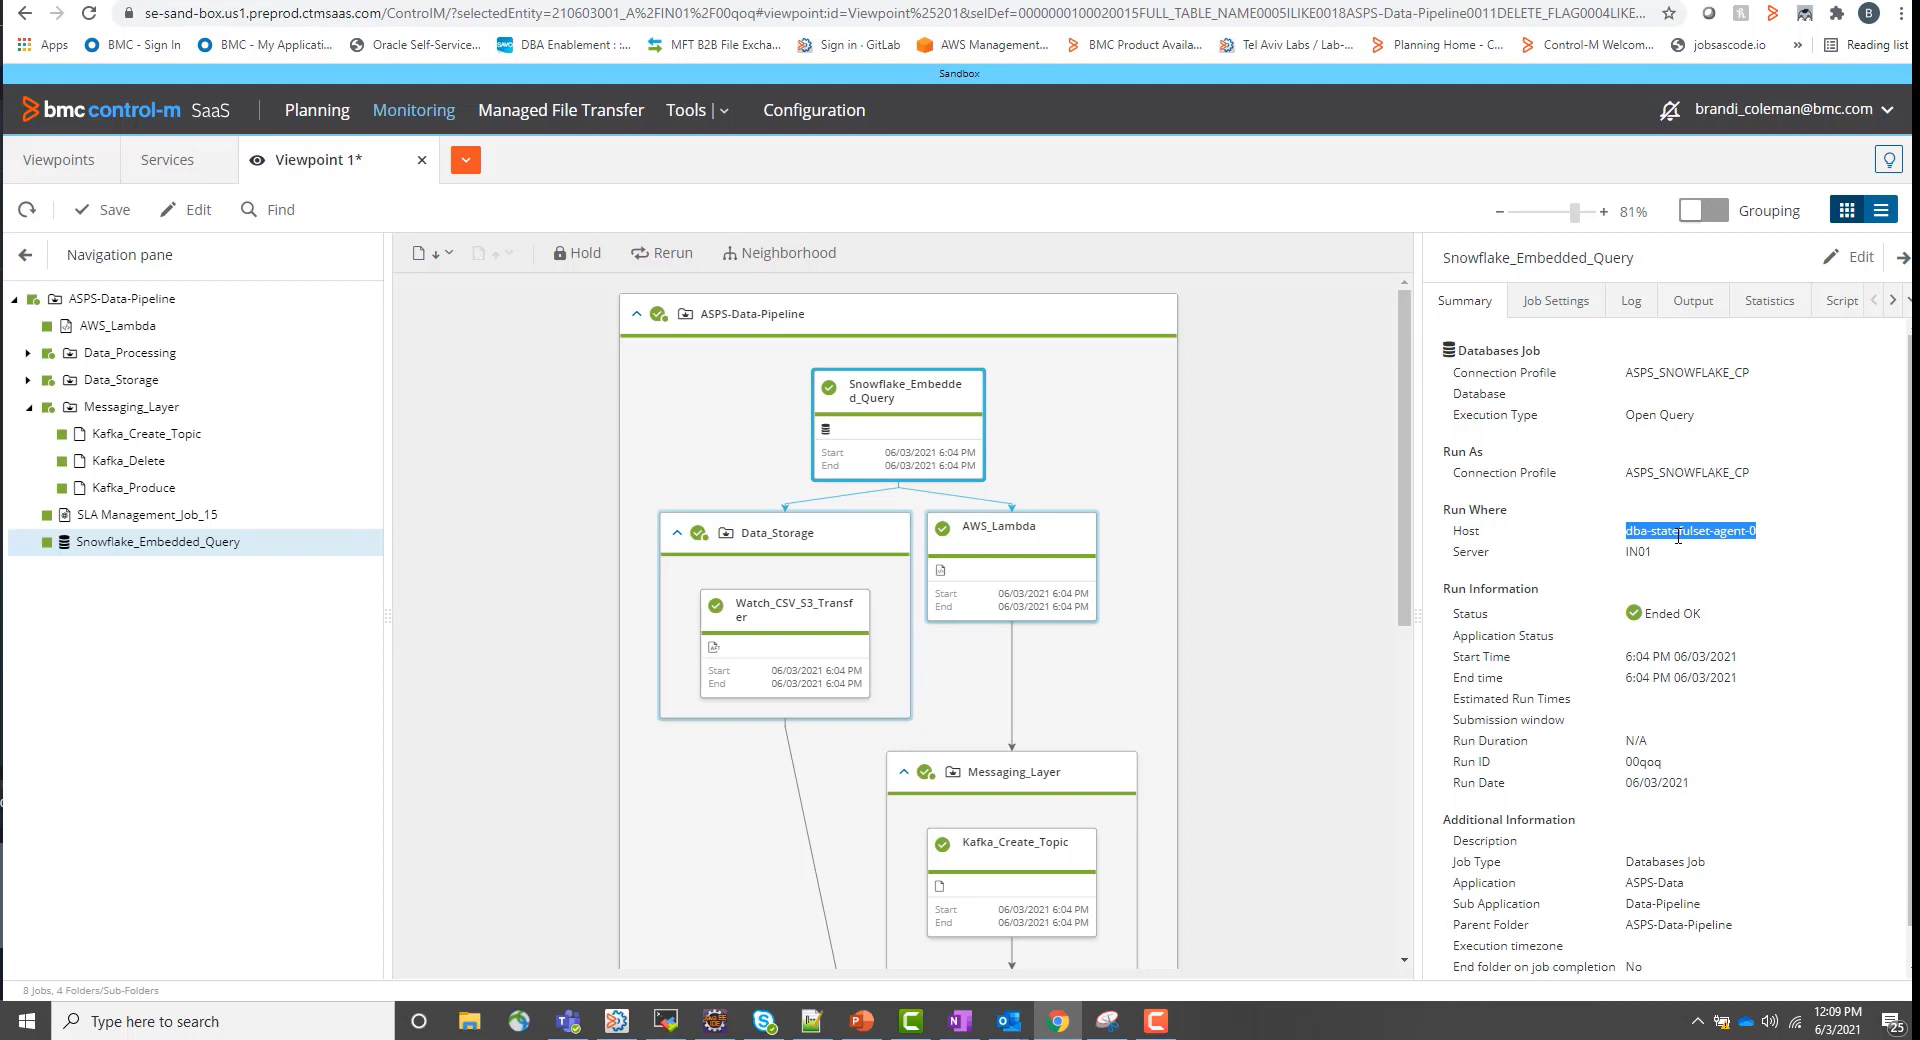 se-sand-box.us1.preprod.ctmsaas.com/ControlM/?selectedEntity=210603001_A%2FIN01%2F00qoq#viewpoint:id=Viewpoint%25201&selDef=0000000100020015FULL_TABLE_NAME0005ILIKE0018ASPS-Data-Pipeline0011DELETE_FLAG0004LIKE...
B
Apps
BMC - Sign In
BMC - My Applicati...
Oracle Self-Service...
DBA Enablement : :...
MFT B2B File Excha...
Sign in · GitLab
AWS Management...
BMC Product Availa...
Tel Aviv Labs / Lab-...
Planning Home - C...
Control-M Welcom...
jobsascode.io
»
Reading list
Sandbox
bmc control-m SaaS
Planning
Monitoring
Managed File Transfer
Tools
Configuration
brandi_coleman@bmc.com
Viewpoints
Services
Viewpoint 1*
Save
Edit
Find
81%
Grouping
Navigation pane
ASPS-Data-Pipeline
AWS_Lambda
Data_Processing
Data_Storage
Messaging_Layer
Kafka_Create_Topic
Kafka_Delete
Kafka_Produce
SLA Management_Job_15
Snowflake_Embedded_Query
8 Jobs, 4 Folders/Sub-Folders
Hold
Rerun
Neighborhood
ASPS-Data-Pipeline
Snowflake_Embedde
d_Query
Start 06/03/2021 6:04 PM
End 06/03/2021 6:04 PM
Data_Storage
Watch_CSV_S3_Transf
er
Start 06/03/2021 6:04 PM
End 06/03/2021 6:04 PM
AWS_Lambda
Start 06/03/2021 6:04 PM
End 06/03/2021 6:04 PM
Messaging_Layer
Kafka_Create_Topic
Start 06/03/2021 6:04 PM
End 06/03/2021 6:04 PM
Snowflake_Embedded_Query
Edit
Summary
Job Settings
Log
Output
Statistics
Script
Databases Job
Connection Profile ASPS_SNOWFLAKE_CP
Database
Execution Type Open Query
Run As
Connection Profile ASPS_SNOWFLAKE_CP
Run Where
Host dba-statefulset-agent-0
Server IN01
Run Information
Status Ended OK
Application Status
Start Time 6:04 PM 06/03/2021
End time 6:04 PM 06/03/2021
Estimated Run Times
Submission window
Run Duration N/A
Run ID 00qoq
Run Date 06/03/2021
Additional Information
Description
Job Type Databases Job
Application ASPS-Data
Sub Application Data-Pipeline
Parent Folder ASPS-Data-Pipeline
Execution timezone
End folder on job completion No
Type here to search
12:09 PM
6/3/2021
25